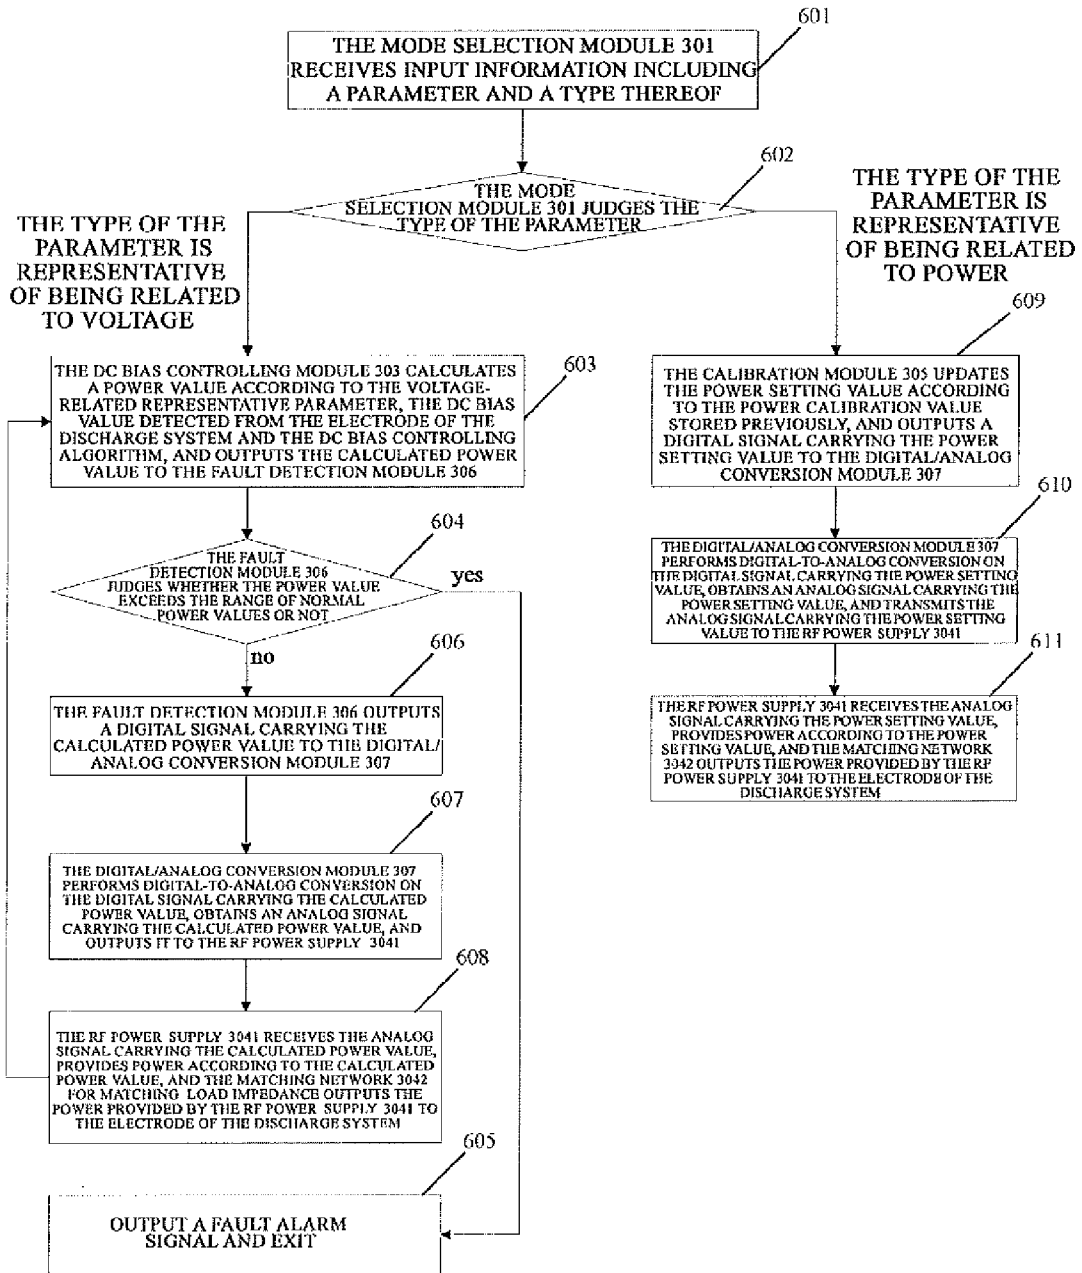 601
THE MODE SELECTION MODULE 301
RECEIVES INPUT INFORMATION INCLUDING
A PARAMETER AND A TYPE THEREOF
602
THE MODE
SELECTION MODULE 301 JUDGES THE
TYPE OF THE PARAMETER
THE TYPE OF THE
PARAMETER IS
REPRESENTATIVE
OF BEING RELATED
TO VOLTAGE
THE TYPE OF THE
PARAMETER IS
REPRESENTATIVE
OF BEING RELATED
TO POWER
603
THE DC BIAS CONTROLLING MODULE 303 CALCULATES
A POWER VALUE ACCORDING TO THE VOLTAGE-
RELATED REPRESENTATIVE PARAMETER, THE DC BIAS
VALUE DETECTED FROM THE ELECTRODE OF THE
DISCHARGE SYSTEM AND THE DC BIAS CONTROLLING
ALGORITHM, AND OUTPUTS THE CALCULATED POWER
VALUE TO THE FAULT DETECTION MODULE 306
604
THE FAULT
DETECTION MODULE 306
JUDGES WHETHER THE POWER VALUE
EXCEEDS THE RANGE OF NORMAL
POWER VALUES OR NOT
yes
no
606
THE FAULT DETECTION MODULE 306 OUTPUTS
A DIGITAL SIGNAL CARRYING THE
CALCULATED POWER VALUE TO THE DIGITAL/
ANALOG CONVERSION MODULE 307
607
THE DIGITAL/ANALOG CONVERSION MODULE 307
PERFORMS DIGITAL-TO-ANALOG CONVERSION ON
THE DIGITAL SIGNAL CARRYING THE CALCULATED
POWER VALUE, OBTAINS AN ANALOG SIGNAL
CARRYING THE CALCULATED POWER VALUE, AND
OUTPUTS IT TO THE RF POWER SUPPLY 3041
608
THE RF POWER SUPPLY 3041 RECEIVES THE ANALOG
SIGNAL CARRYING THE CALCULATED POWER VALUE,
PROVIDES POWER ACCORDING TO THE CALCULATED
POWER VALUE, AND THE MATCHING NETWORK 3042
FOR MATCHING LOAD IMPEDANCE OUTPUTS THE
POWER PROVIDED BY THE RF POWER SUPPLY 3041 TO
THE ELECTRODE OF THE DISCHARGE SYSTEM
605
OUTPUT A FAULT ALARM
SIGNAL AND EXIT
609
THE CALIBRATION MODULE 305 UPDATES
THE POWER SETTING VALUE ACCORDING
TO THE POWER CALIBRATION VALUE
STORED PREVIOUSLY, AND OUTPUTS A
DIGITAL SIGNAL CARRYING THE POWER
SETTING VALUE TO THE DIGITAL/ANALOG
CONVERSION MODULE 307
610
THE DIGITAL/ANALOG CONVERSION MODULE 307
PERFORMS DIGITAL-TO-ANALOG CONVERSION ON
THE DIGITAL SIGNAL CARRYING THE POWER SETTING
VALUE, OBTAINS AN ANALOG SIGNAL CARRYING THE
POWER SETTING VALUE, AND TRANSMITS THE
ANALOG SIGNAL CARRYING THE POWER SETTING
VALUE TO THE RF POWER SUPPLY 3041
611
THE RF POWER SUPPLY 3041 RECEIVES THE ANALOG
SIGNAL CARRYING THE POWER SETTING VALUE,
PROVIDES POWER ACCORDING TO THE POWER
SETTING VALUE, AND THE MATCHING NETWORK
3042 OUTPUTS THE POWER PROVIDED BY THE RF
POWER SUPPLY 3041 TO THE ELECTRODE OF THE
DISCHARGE SYSTEM